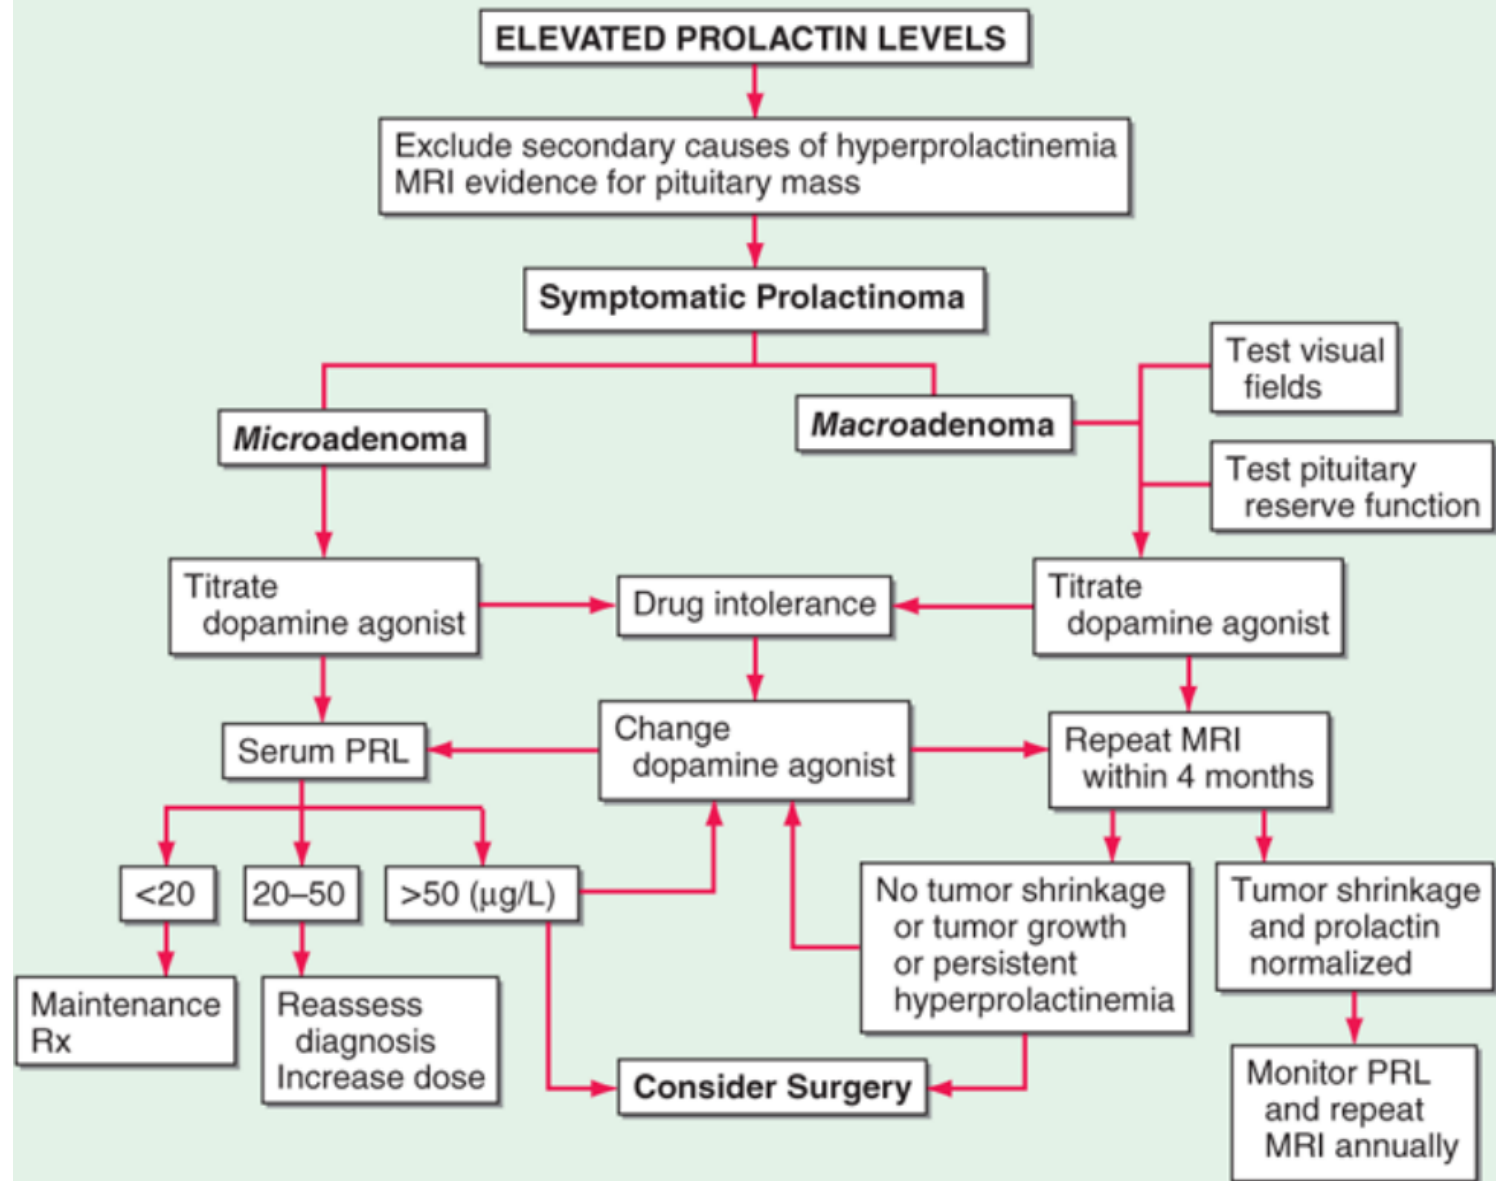 ELEVATED PROLACTIN LEVELS
Exclude secondary causes of hyperprolactinemia
MRI evidence for pituitary mass
Symptomatic Prolactinoma
Microadenoma
Macroadenoma
Test visual
fields
Test pituitary
reserve function
Titrate
dopamine agonist
Drug intolerance
Titrate
dopamine agonist
Serum PRL
Change
dopamine agonist
Repeat MRI
within 4 months
<20
20–50
>50 (μg/L)
No tumor shrinkage
or tumor growth
or persistent
hyperprolactinemia
Tumor shrinkage
and prolactin
normalized
Maintenance
Rx
Reassess
diagnosis
Increase dose
Consider Surgery
Monitor PRL
and repeat
MRI annually